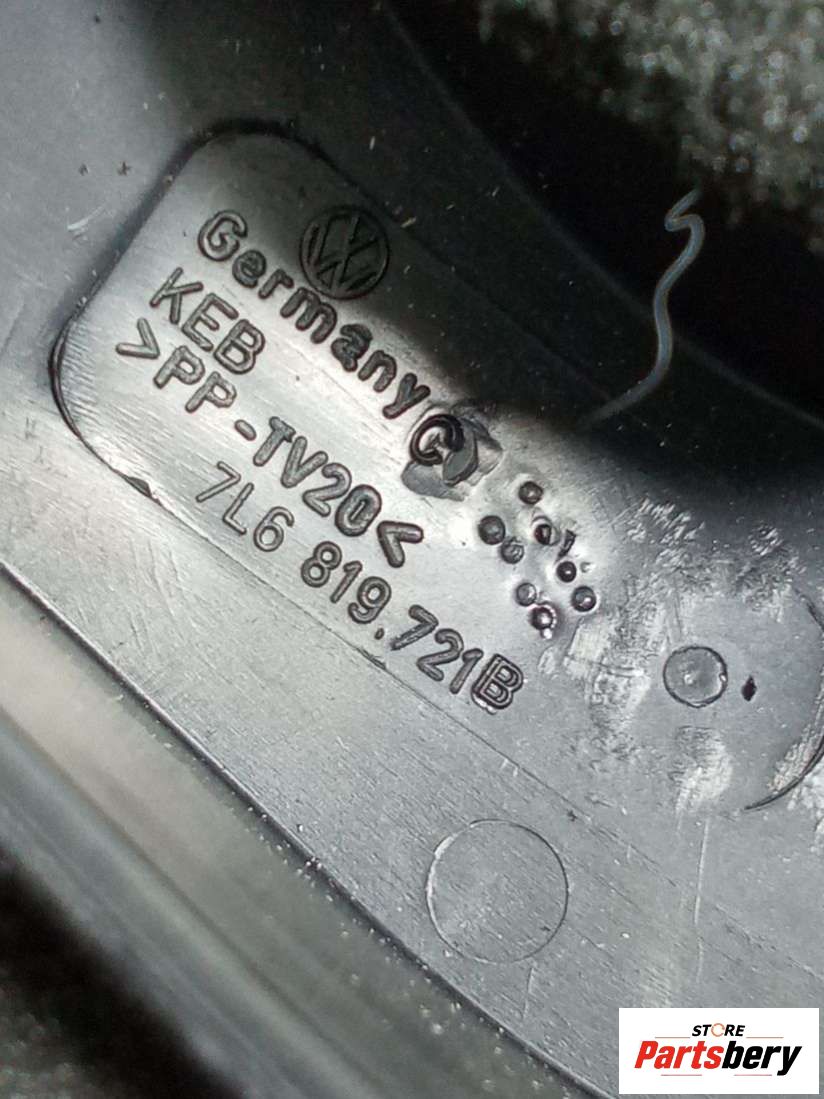 Germany
KEB
>PP-TV20<
7L6 819.721B
STORE
Partsbery